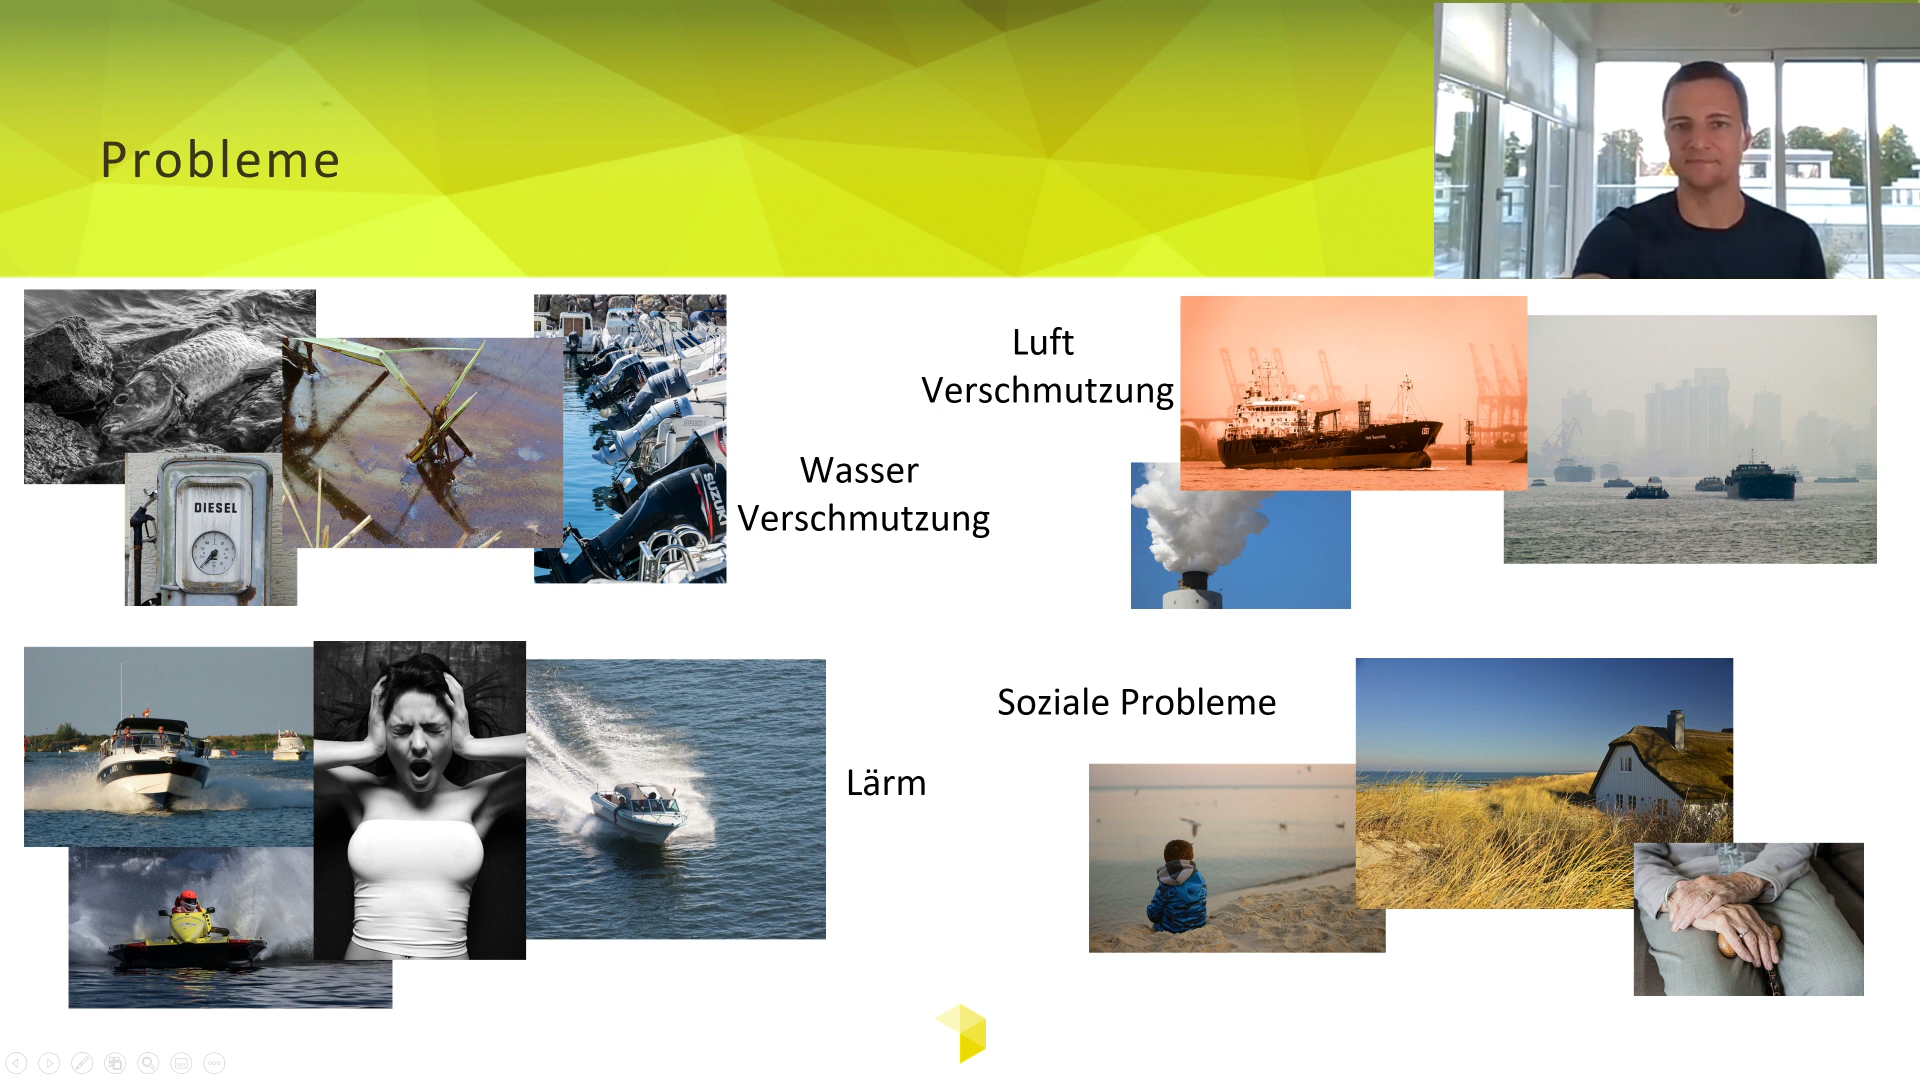 Probleme
DIESEL
SUZUKI
Wasser
Verschmutzung
Luft
Verschmutzung
Lärm
Soziale Probleme